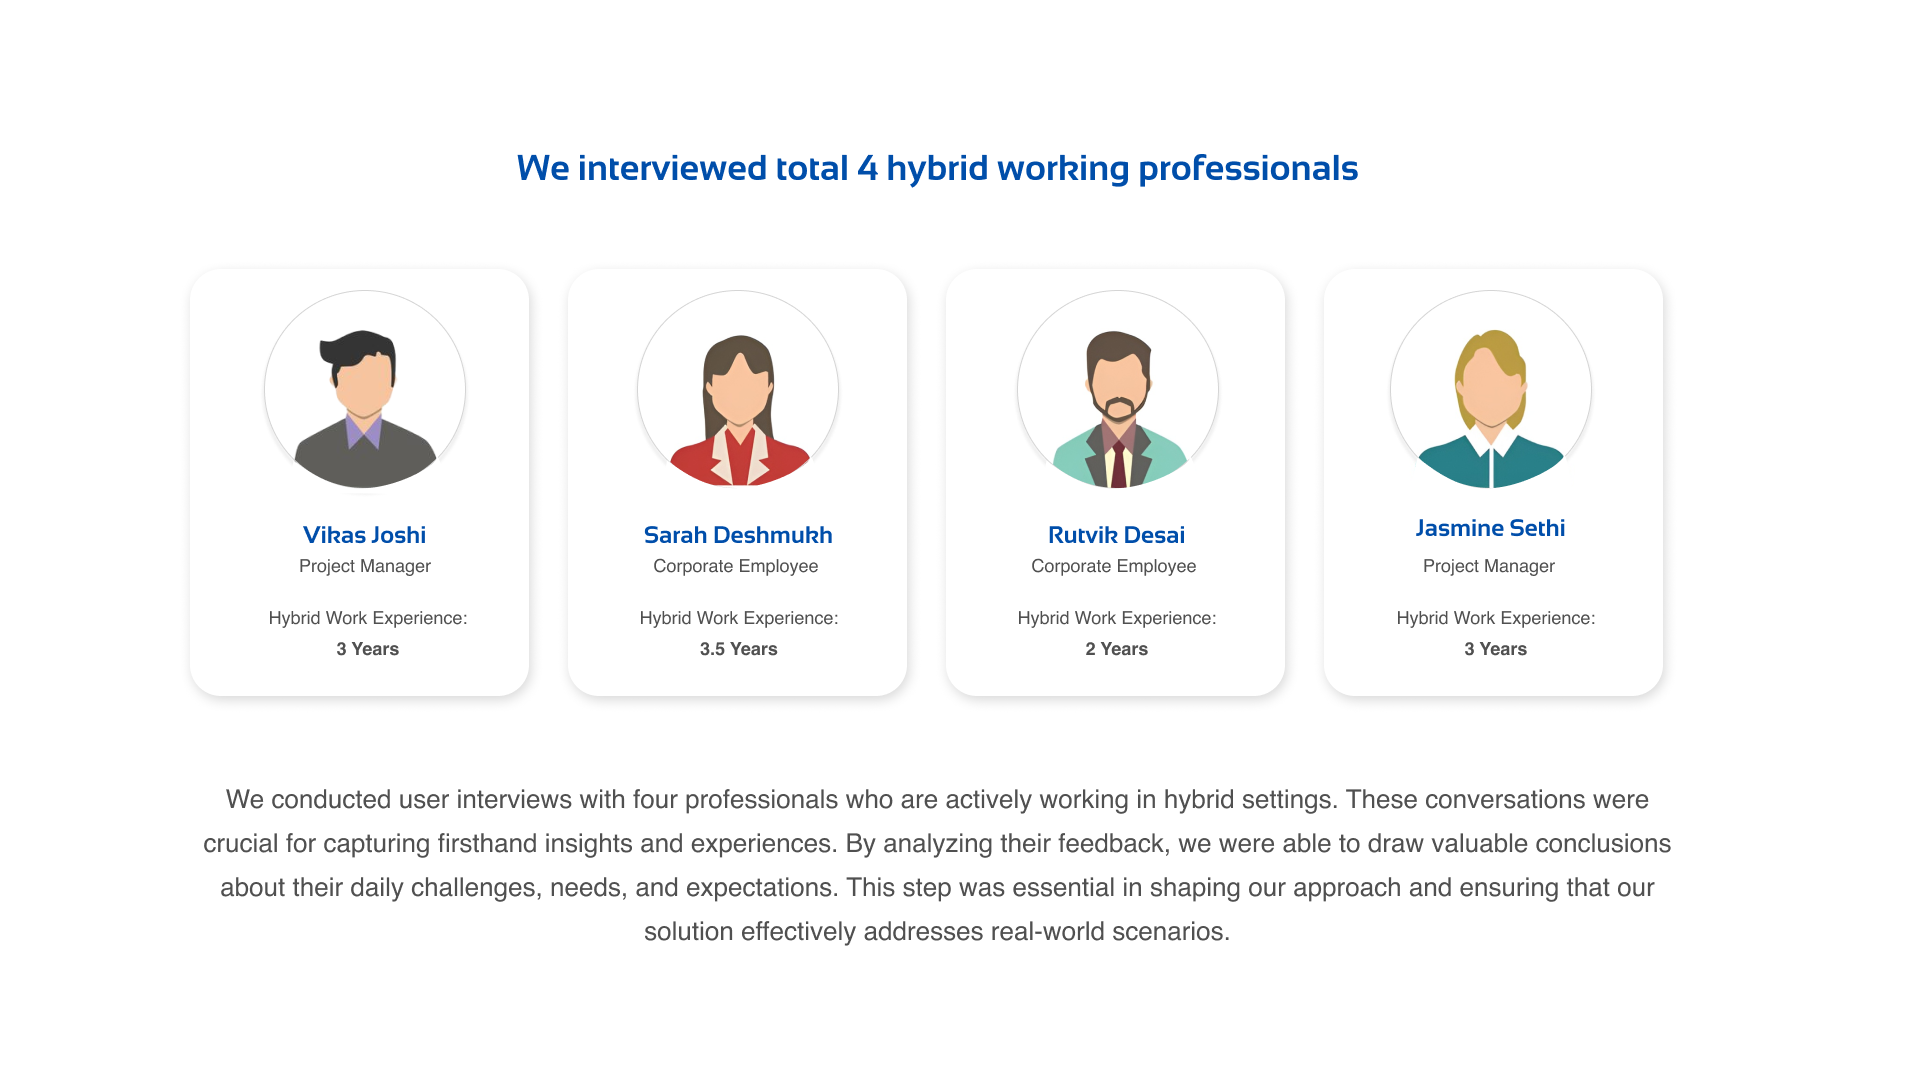 We interviewed total 4 hybrid working professionals
Vikas Joshi
Project Manager
Hybrid Work Experience:
3 Years
Sarah Deshmukh
Corporate Employee
Hybrid Work Experience:
3.5 Years
Rutvik Desai
Corporate Employee
Hybrid Work Experience:
2 Years
Jasmine Sethi
Project Manager
Hybrid Work Experience:
3 Years
We conducted user interviews with four professionals who are actively working in hybrid settings. These conversations were
crucial for capturing firsthand insights and experiences. By analyzing their feedback, we were able to draw valuable conclusions
about their daily challenges, needs, and expectations. This step was essential in shaping our approach and ensuring that our
solution effectively addresses real-world scenarios.